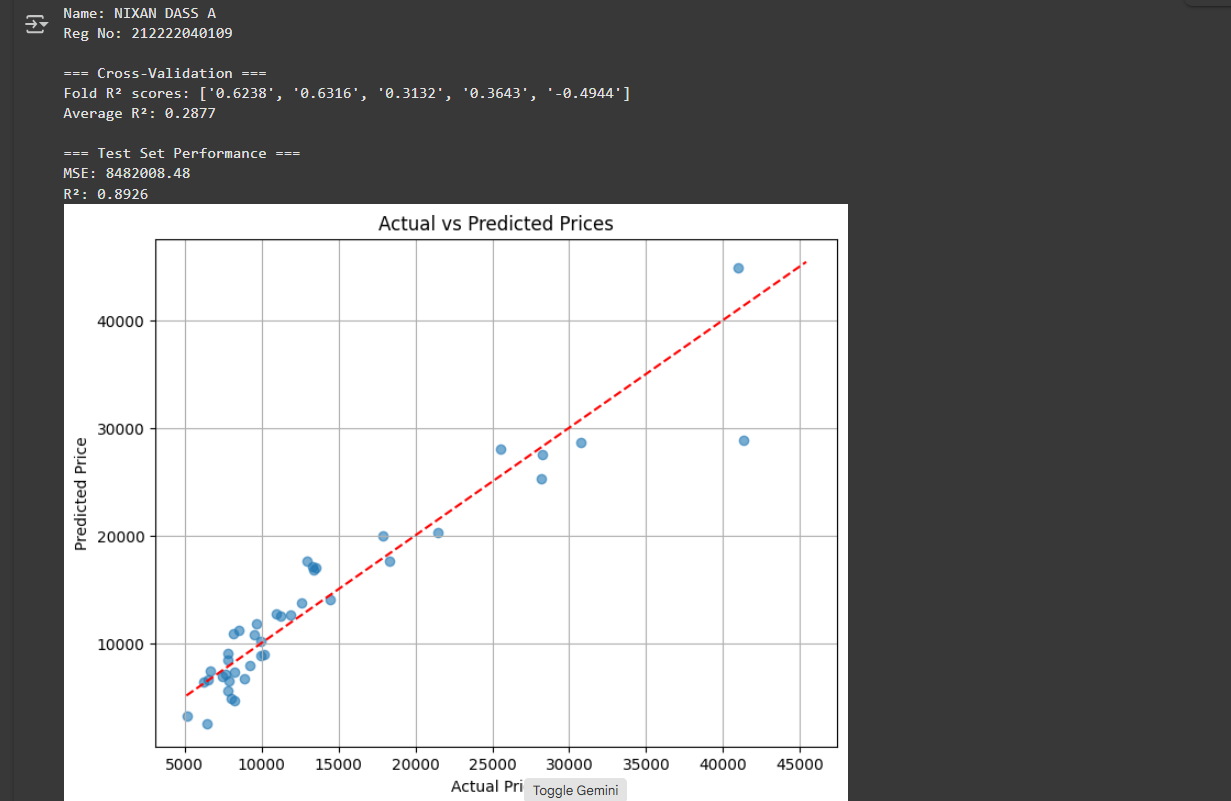 Name: NIXAN DASS A
Reg No: 212222040109
=== Cross-Validation ===
Fold R² scores: ['0.6238', '0.6316', '0.3132', '0.3643', '-0.4944']
Average R²: 0.2877
=== Test Set Performance ===
MSE: 8482008.48
R²: 0.8926
Actual vs Predicted Prices
40000
30000
20000
10000
Predicted Price
5000 10000 15000 20000 25000 30000 35000 40000 45000
Actual Pri
Toggle Gemini